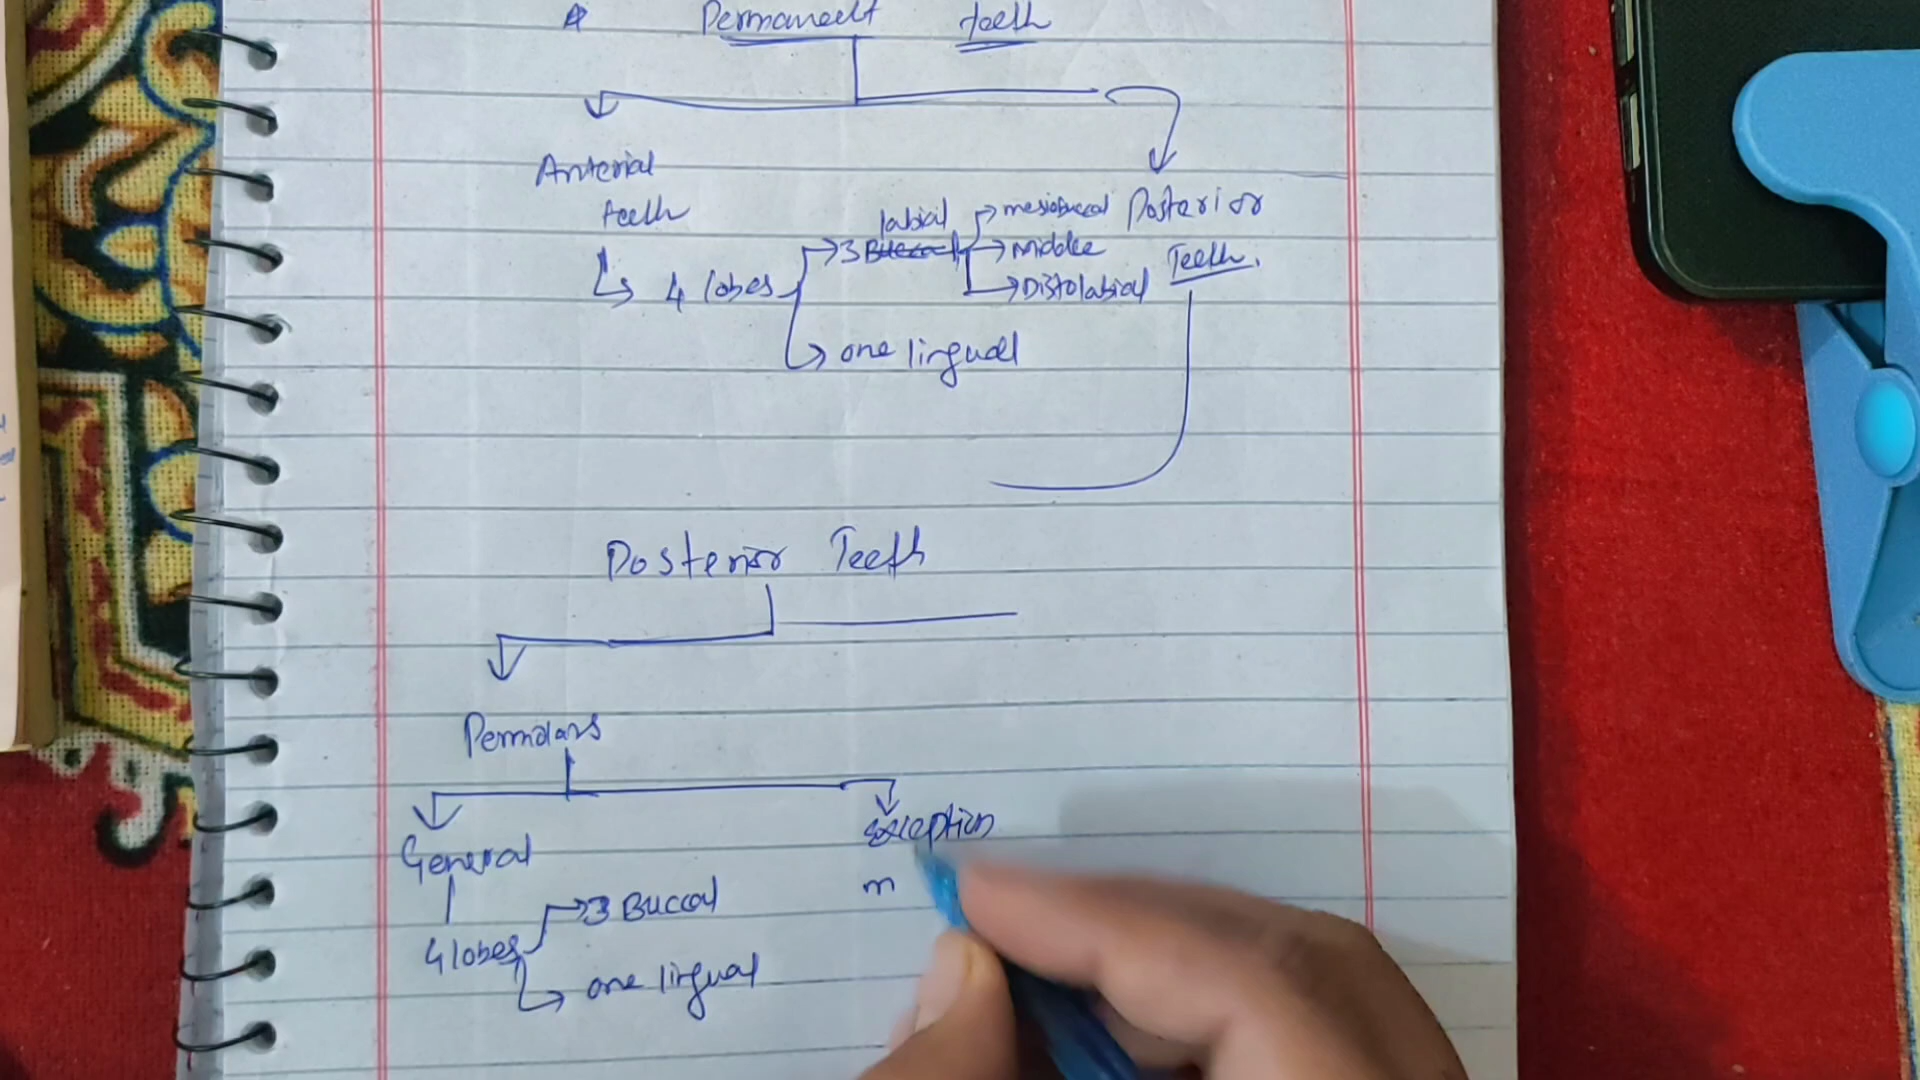 Permanent teeth
Anterial
teeth
labial
3 Buccal
mesiobuccal
Middle
Distolabial
4 lobes
one lingual
Posterior
Teeth.
Posterior Teeth
Permolars
General
4 lobes
3 Buccal
one lingual
Exception
m